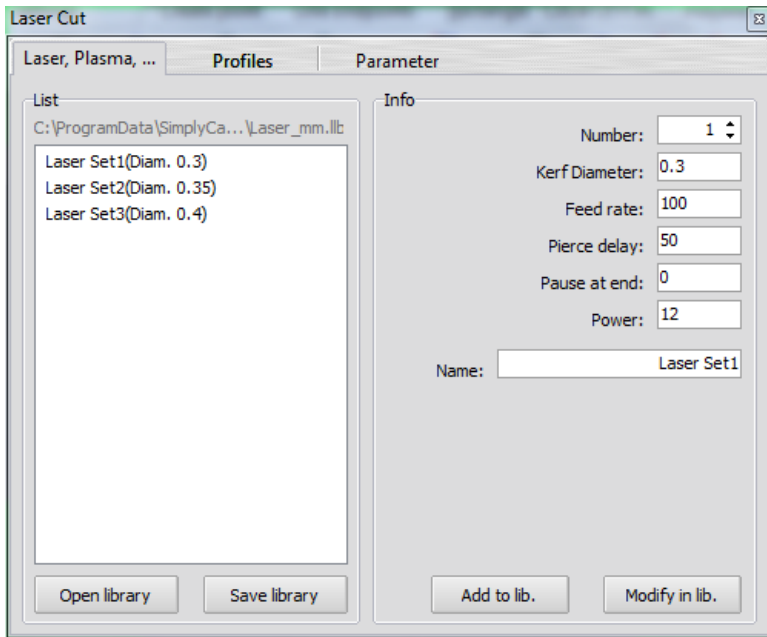 Laser Cut
Laser, Plasma, ... Profiles Parameter
List
C:\ProgramData\SimplyCa...\Laser_mm.llb
Laser Set1(Diam. 0.3)
Laser Set2(Diam. 0.35)
Laser Set3(Diam. 0.4)
Open library Save library
Info
Number: 1
Kerf Diameter: 0.3
Feed rate: 100
Pierce delay: 50
Pause at end: 0
Power: 12
Name: Laser Set1
Add to lib. Modify in lib.